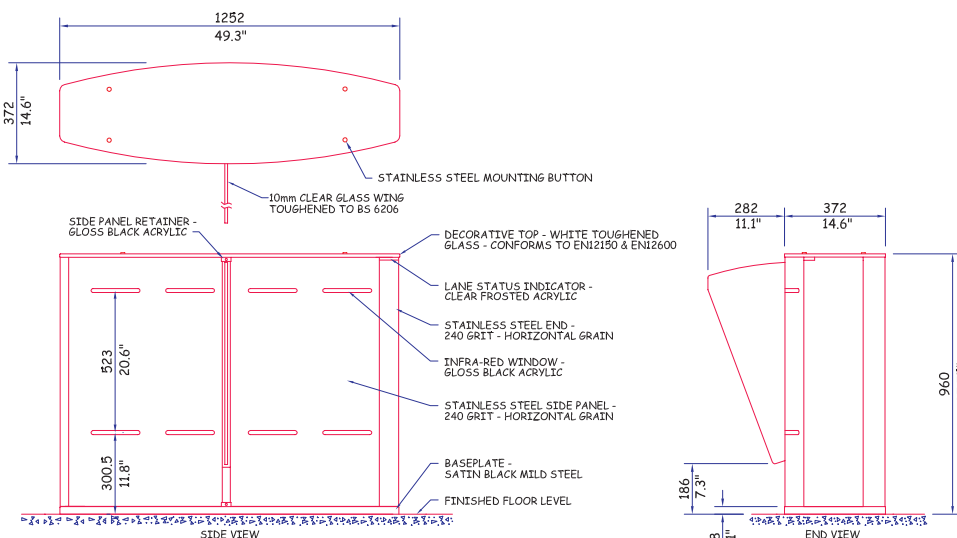 1252
49.3"
372
14.6"
STAINLESS STEEL MOUNTING BUTTON
10mm CLEAR GLASS WING
TOUGHENED TO BS 6206
SIDE PANEL RETAINER -
GLOSS BLACK ACRYLIC
DECORATIVE TOP - WHITE TOUGHENED
GLASS - CONFORMS TO EN12150 & EN12600
LANE STATUS INDICATOR -
CLEAR FROSTED ACRYLIC
STAINLESS STEEL END -
240 GRIT - HORIZONTAL GRAIN
INFRA-RED WINDOW -
GLOSS BLACK ACRYLIC
STAINLESS STEEL SIDE PANEL -
240 GRIT - HORIZONTAL GRAIN
BASEPLATE -
SATIN BLACK MILD STEEL
FINISHED FLOOR LEVEL
523
20.6"
300.5
11.8"
SIDE VIEW
282
11.1"
372
14.6"
960
186
7.3"
END VIEW